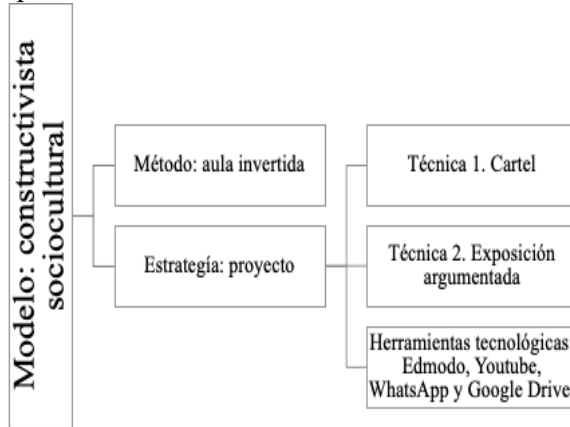 Modelo: constructivista
sociocultural
Método: aula invertida
Estrategía: proyecto
Técnica 1. Cartel
Técnica 2. Exposición
argumentada
Herramientas tecnológicas
Edmodo, Youtube,
WhatsApp y Google Drive